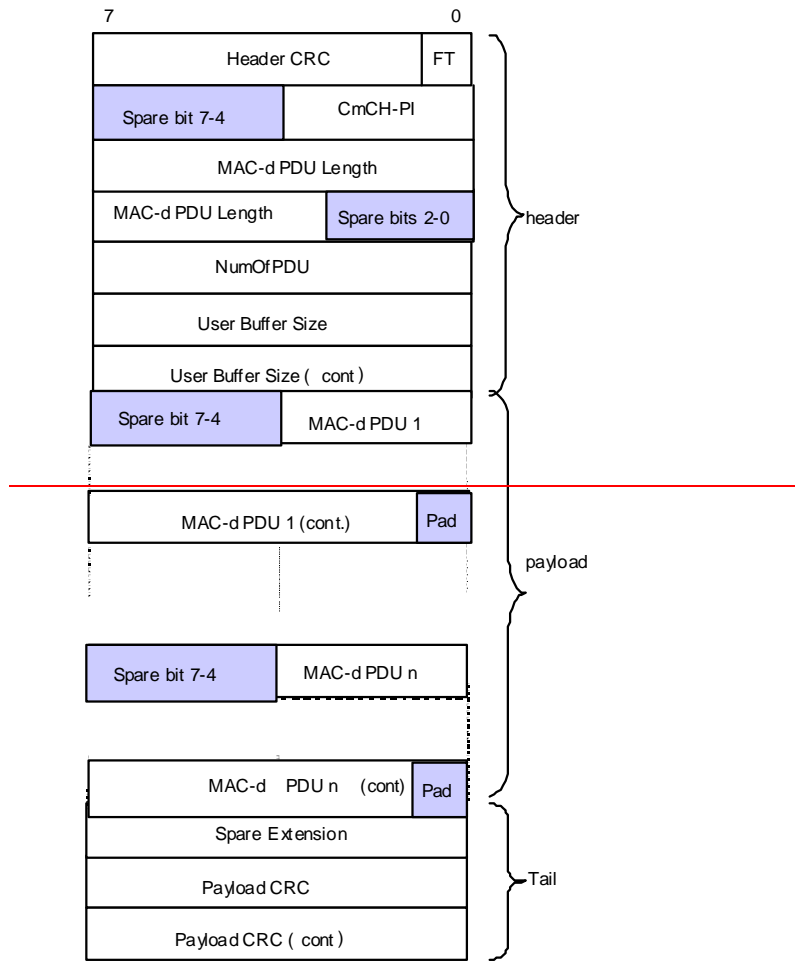 7 0
Header CRC FT
Spare bit 7-4 CmCH-PI
MAC-d PDU Length
MAC-d PDU Length Spare bits 2-0
header
NumOfPDU
User Buffer Size
User Buffer Size ( cont)
Spare bit 7-4 MAC-d PDU 1
MAC-d PDU 1 (cont.) Pad
payload
Spare bit 7-4 MAC-d PDU n
MAC-d PDU n (cont) Pad
Spare Extension
Tail
Payload CRC
Payload CRC ( cont)